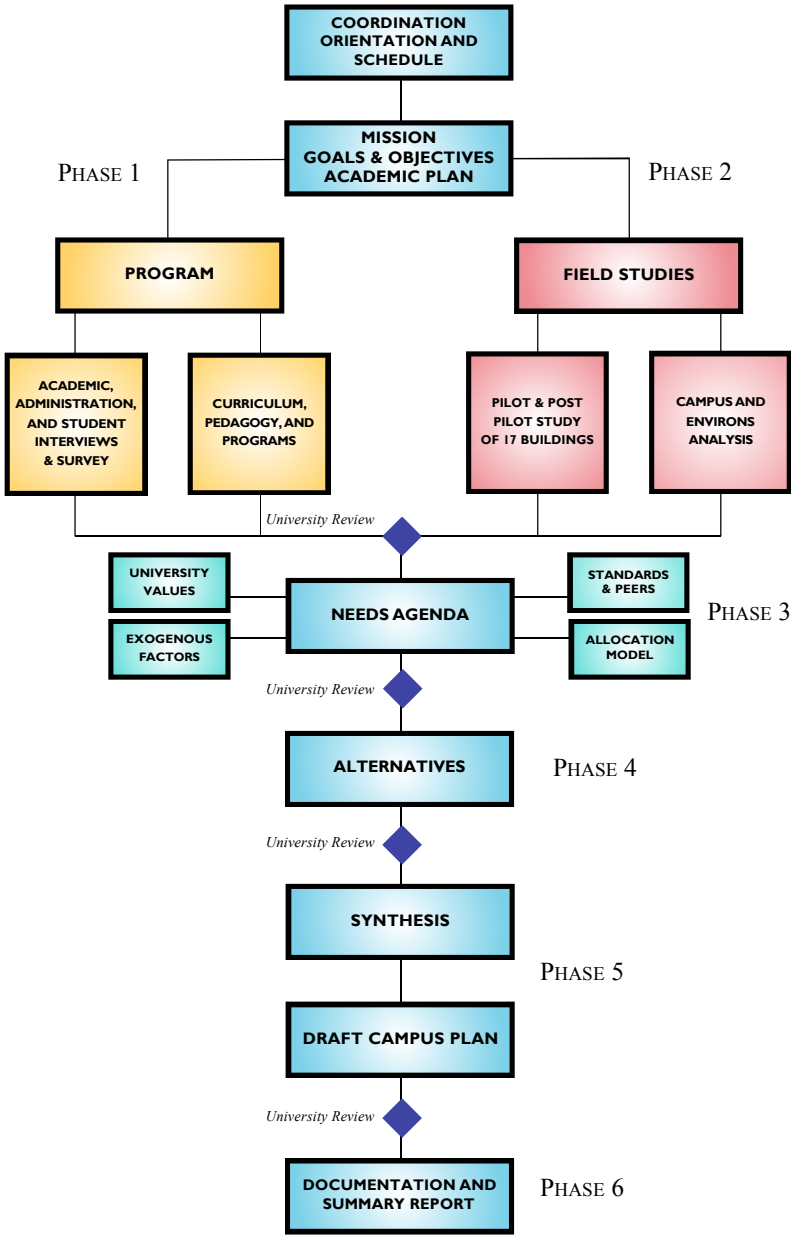 COORDINATION
ORIENTATION AND
SCHEDULE
MISSION
GOALS & OBJECTIVES
ACADEMIC PLAN
PHASE 1
PHASE 2
PROGRAM
FIELD STUDIES
ACADEMIC,
ADMINISTRATION,
AND STUDENT
INTERVIEWS
& SURVEY
CURRICULUM,
PEDAGOGY, AND
PROGRAMS
PILOT & POST
PILOT STUDY
OF 17 BUILDINGS
CAMPUS AND
ENVIRONS
ANALYSIS
University Review
UNIVERSITY
VALUES
STANDARDS
& PEERS
NEEDS AGENDA
PHASE 3
EXOGENOUS
FACTORS
ALLOCATION
MODEL
University Review
ALTERNATIVES
PHASE 4
University Review
SYNTHESIS
PHASE 5
DRAFT CAMPUS PLAN
University Review
DOCUMENTATION AND
SUMMARY REPORT
PHASE 6